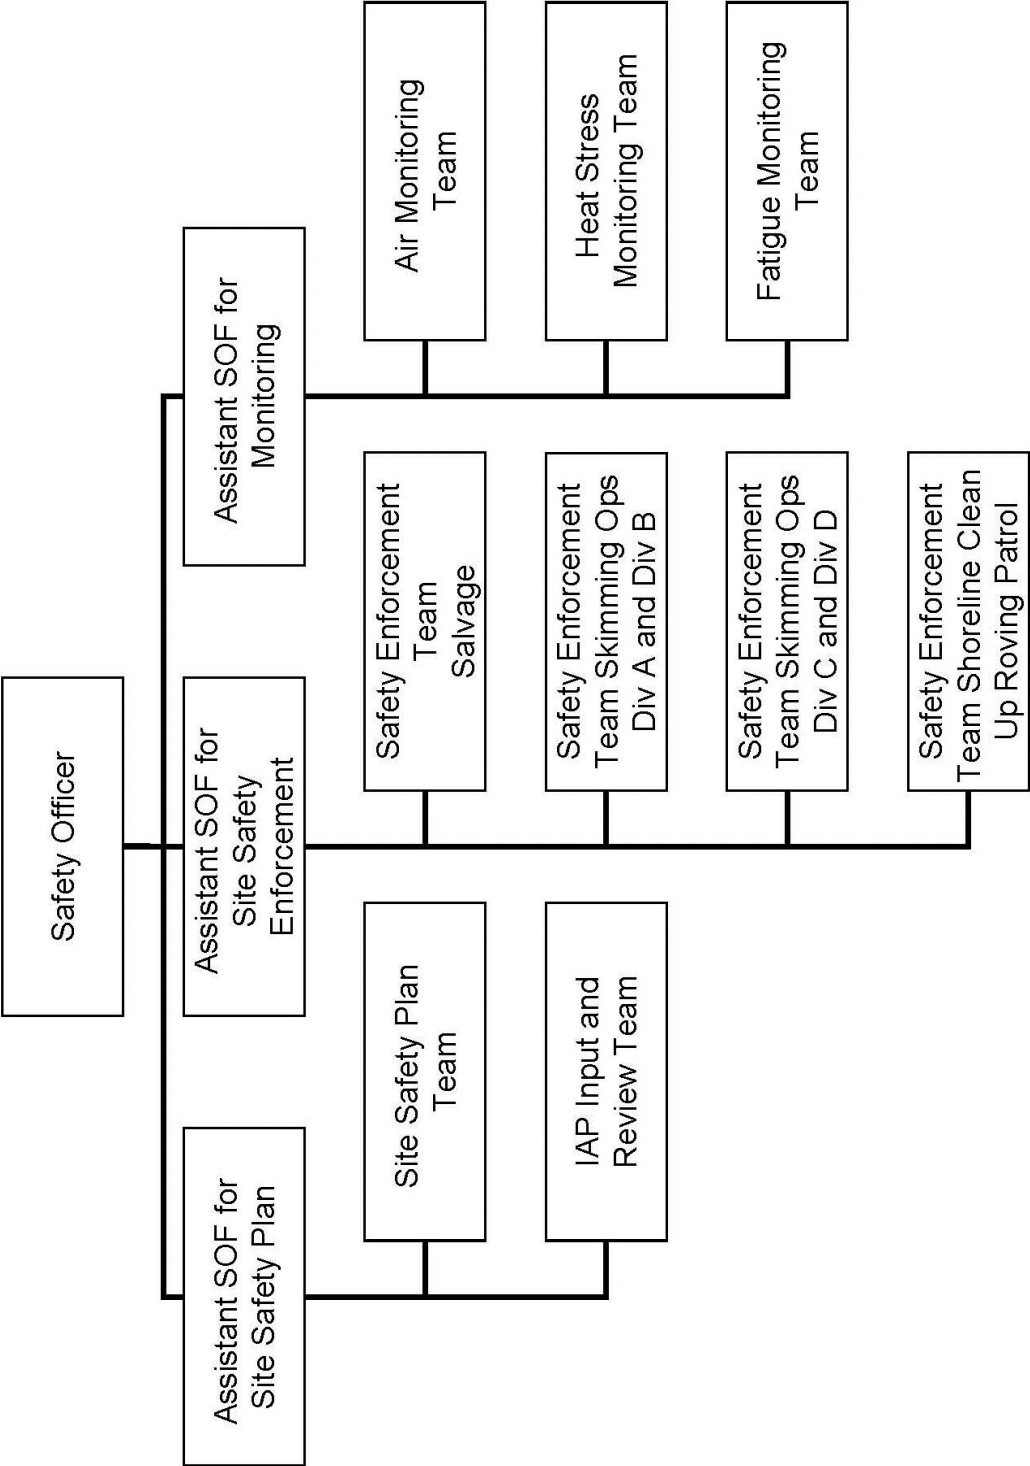 Safety Officer
Assistant SOF for
Site Safety Plan
Assistant SOF for
Site Safety
Enforcement
Assistant SOF for
Monitoring
Site Safety Plan
Team
Safety Enforcement
Team
Salvage
Air Monitoring
Team
IAP Input and
Review Team
Safety Enforcement
Team Skimming Ops
Div A and Div B
Heat Stress
Monitoring Team
Safety Enforcement
Team Skimming Ops
Div C and Div D
Fatigue Monitoring
Team
Safety Enforcement
Team Shoreline Clean
Up Roving Patrol